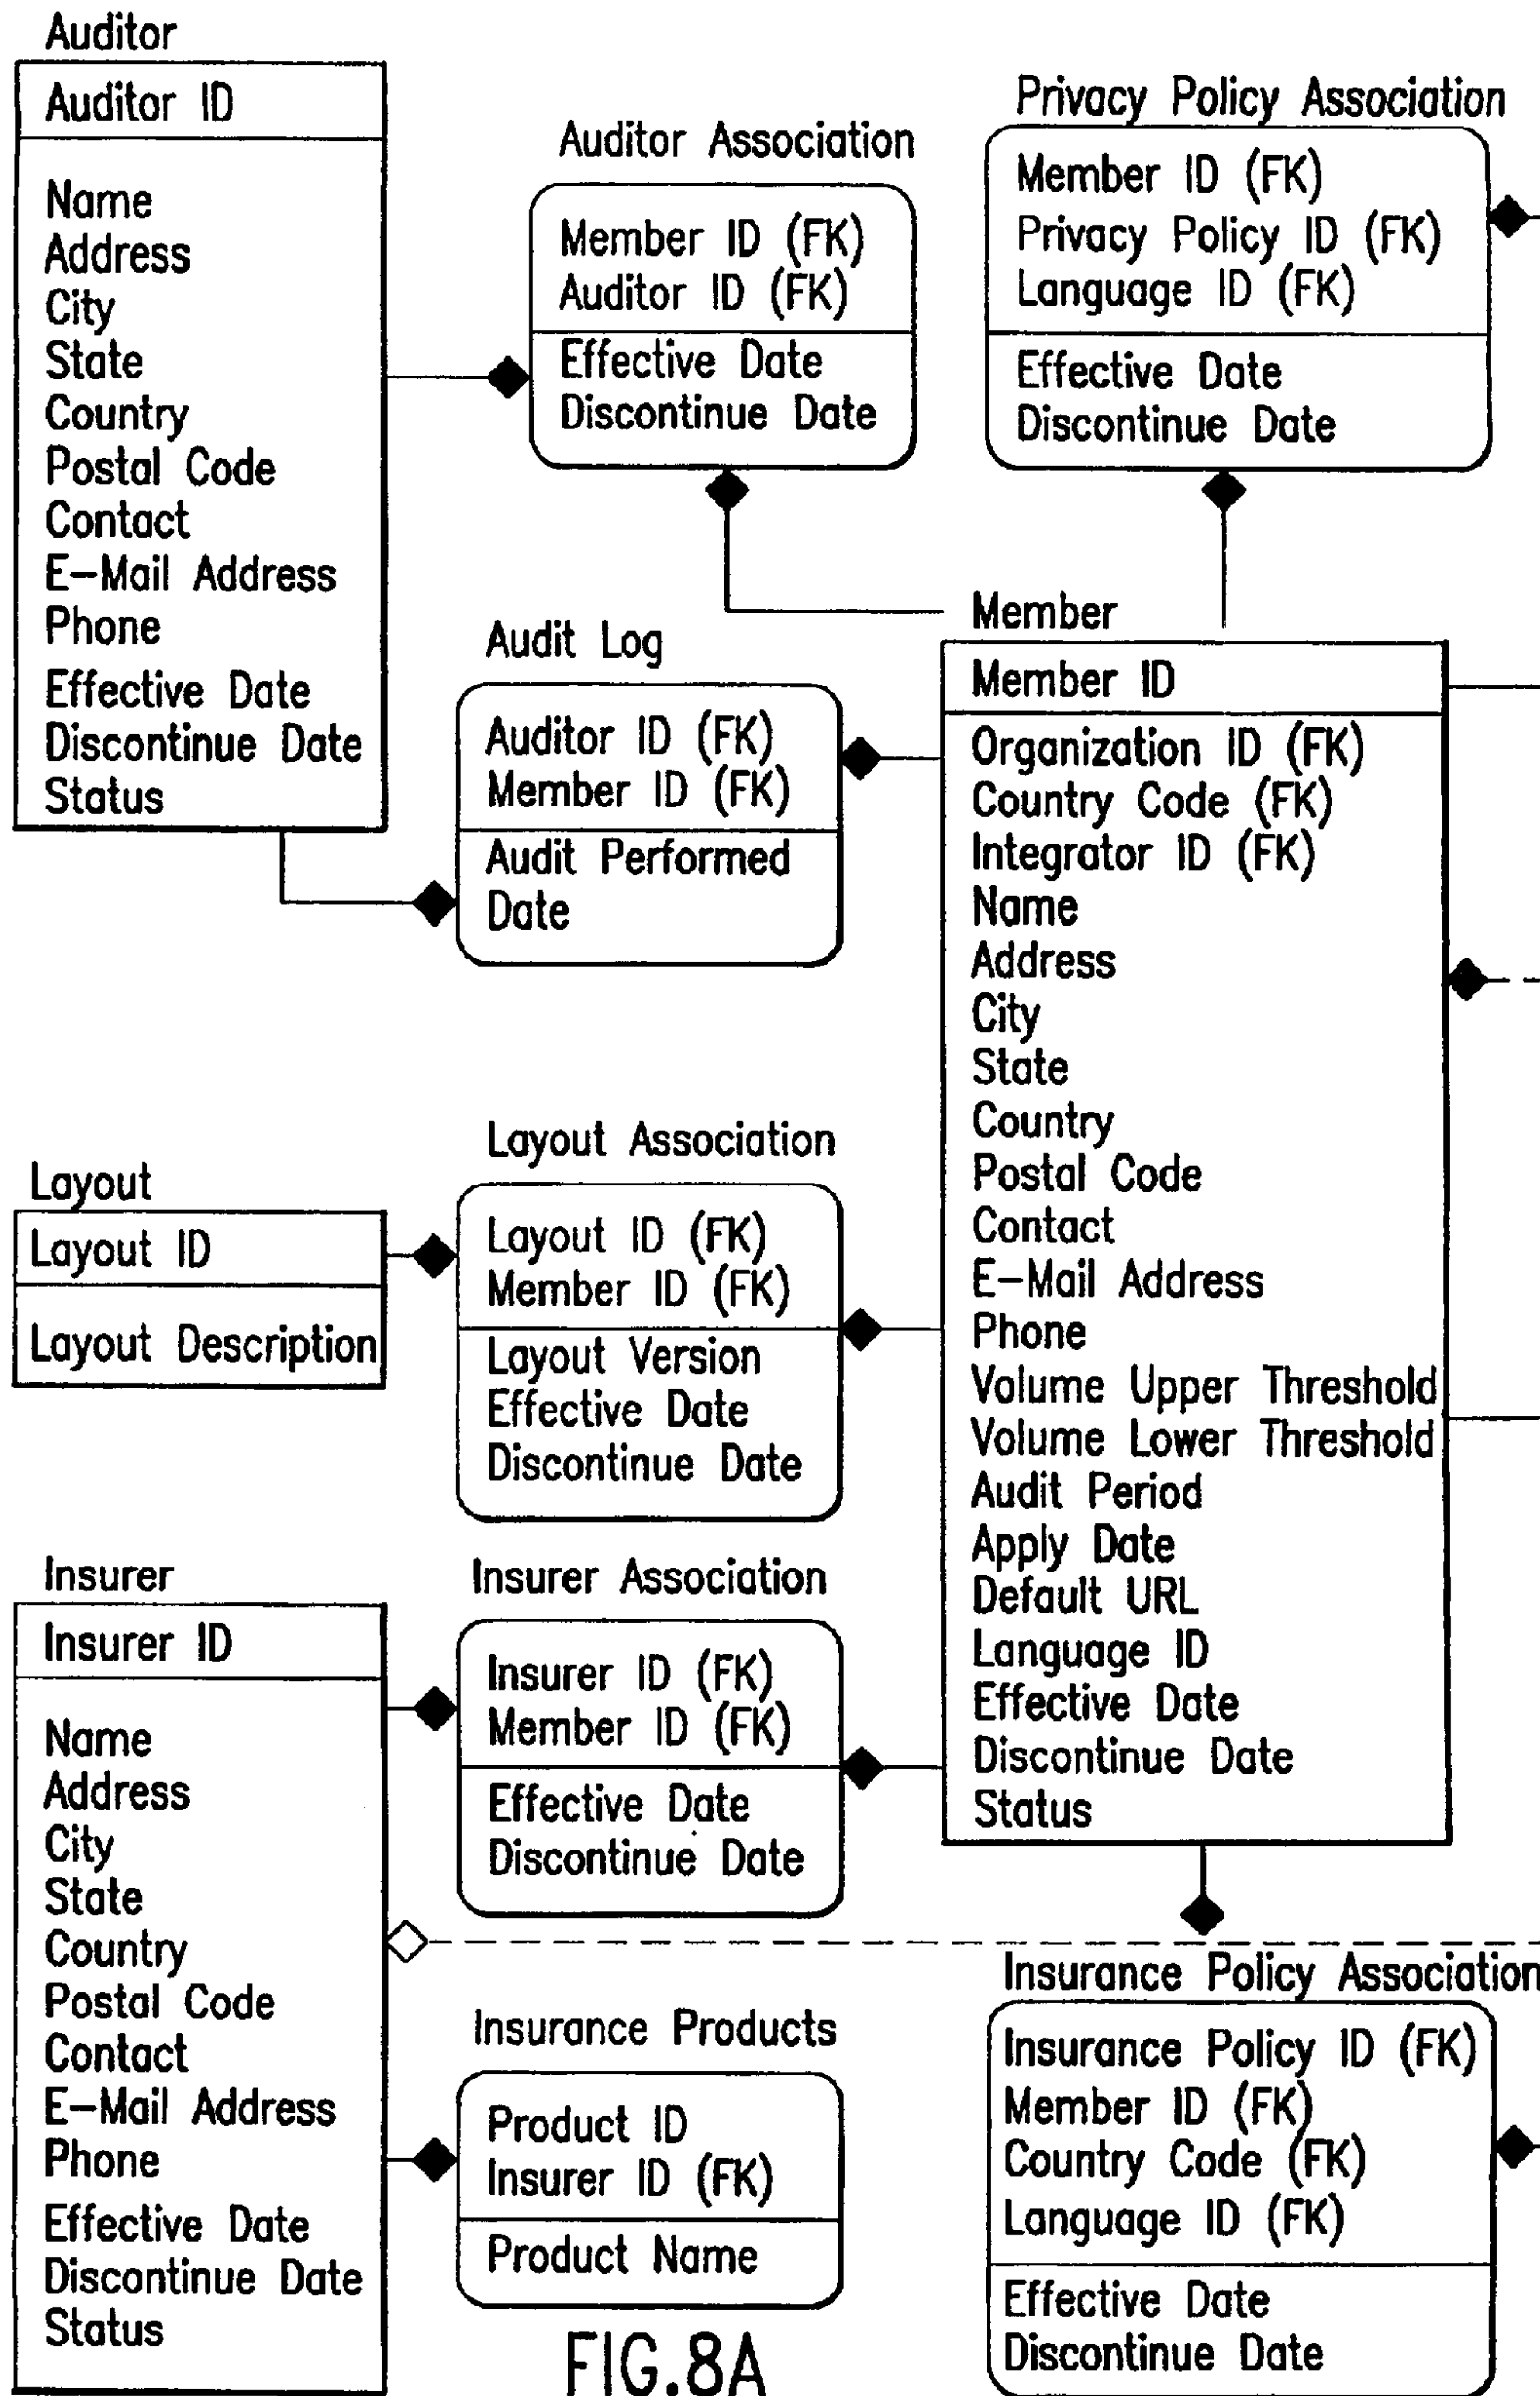 Auditor
Auditor ID
Name
Address
City
State
Country
Postal Code
Contact
E-Mail Address
Phone
Effective Date
Discontinue Date
Status
Auditor Association
Member ID (FK)
Auditor ID (FK)
Effective Date
Discontinue Date
Privacy Policy Association
Member ID (FK)
Privacy Policy ID (FK)
Language ID (FK)
Effective Date
Discontinue Date
Audit Log
Auditor ID (FK)
Member ID (FK)
Audit Performed
Date
Member
Member ID
Organization ID (FK)
Country Code (FK)
Integrator ID (FK)
Name
Address
City
State
Country
Postal Code
Contact
E-Mail Address
Phone
Volume Upper Threshold
Volume Lower Threshold
Audit Period
Apply Date
Default URL
Language ID
Effective Date
Discontinue Date
Status
Layout
Layout ID
Layout Description
Layout Association
Layout ID (FK)
Member ID (FK)
Layout Version
Effective Date
Discontinue Date
Insurer
Insurer ID
Name
Address
City
State
Country
Postal Code
Contact
E-Mail Address
Phone
Effective Date
Discontinue Date
Status
Insurer Association
Insurer ID (FK)
Member ID (FK)
Effective Date
Discontinue Date
Insurance Products
Product ID
Insurer ID (FK)
Product Name
Insurance Policy Association
Insurance Policy ID (FK)
Member ID (FK)
Country Code (FK)
Language ID (FK)
Effective Date
Discontinue Date
FIG.8A